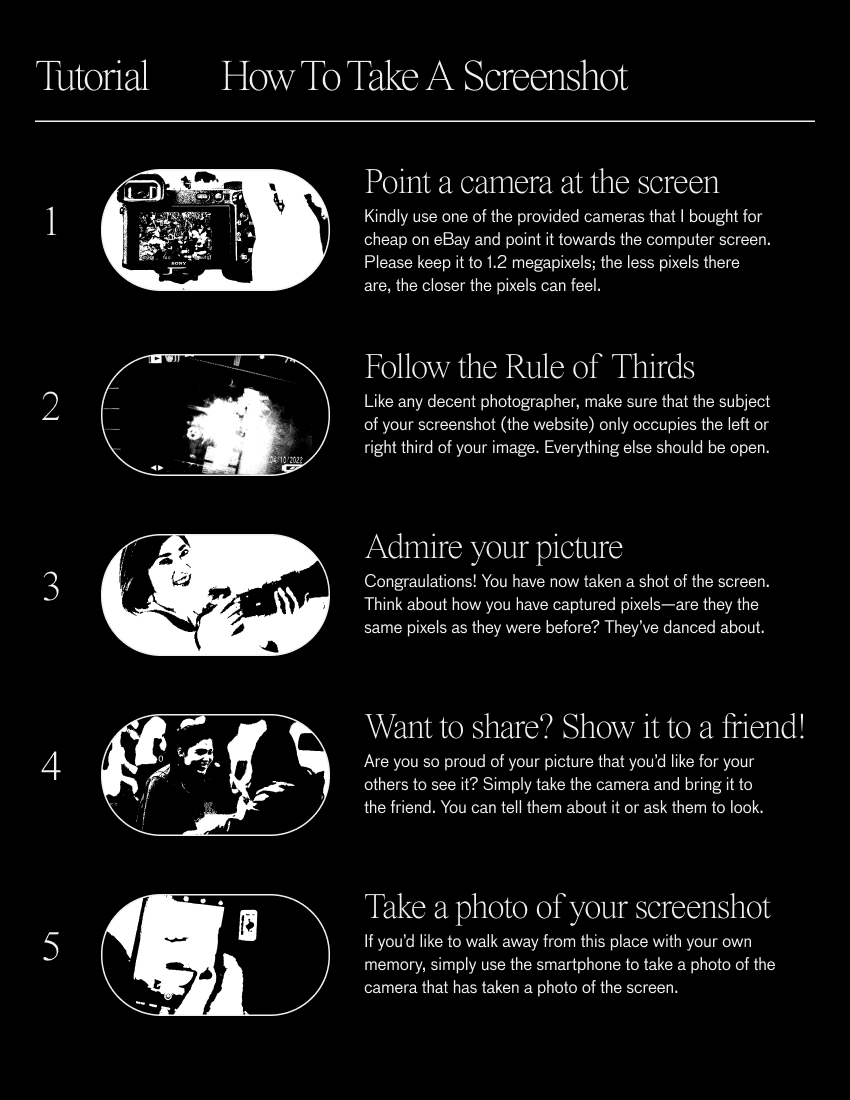 Tutorial How To Take A Screenshot
1
Point a camera at the screen
Kindly use one of the provided cameras that I bought for
cheap on eBay and point it towards the computer screen.
Please keep it to 1.2 megapixels; the less pixels there
are, the closer the pixels can feel.
SONY
2
Follow the Rule of Thirds
Like any decent photographer, make sure that the subject
of your screenshot (the website) only occupies the left or
right third of your image. Everything else should be open.
04/10/2022
3
Admire your picture
Congraulations! You have now taken a shot of the screen.
Think about how you have captured pixels—are they the
same pixels as they were before? They’ve danced about.
4
Want to share? Show it to a friend!
Are you so proud of your picture that you’d like for your
others to see it? Simply take the camera and bring it to
the friend. You can tell them about it or ask them to look.
5
Take a photo of your screenshot
If you’d like to walk away from this place with your own
memory, simply use the smartphone to take a photo of the
camera that has taken a photo of the screen.